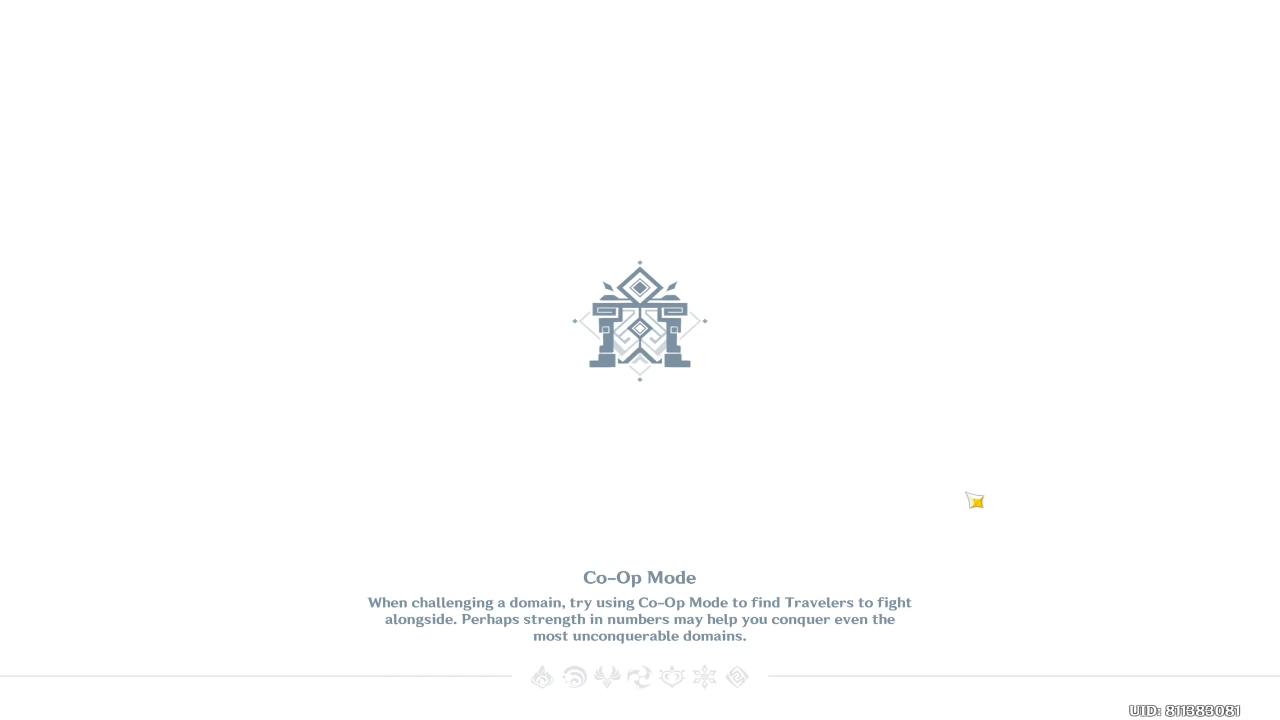 Co-Op Mode
When challenging a domain, try using Co-Op Mode to find Travelers to fight
alongside. Perhaps strength in numbers may help you conquer even the
most unconquerable domains.
UID: 811383081